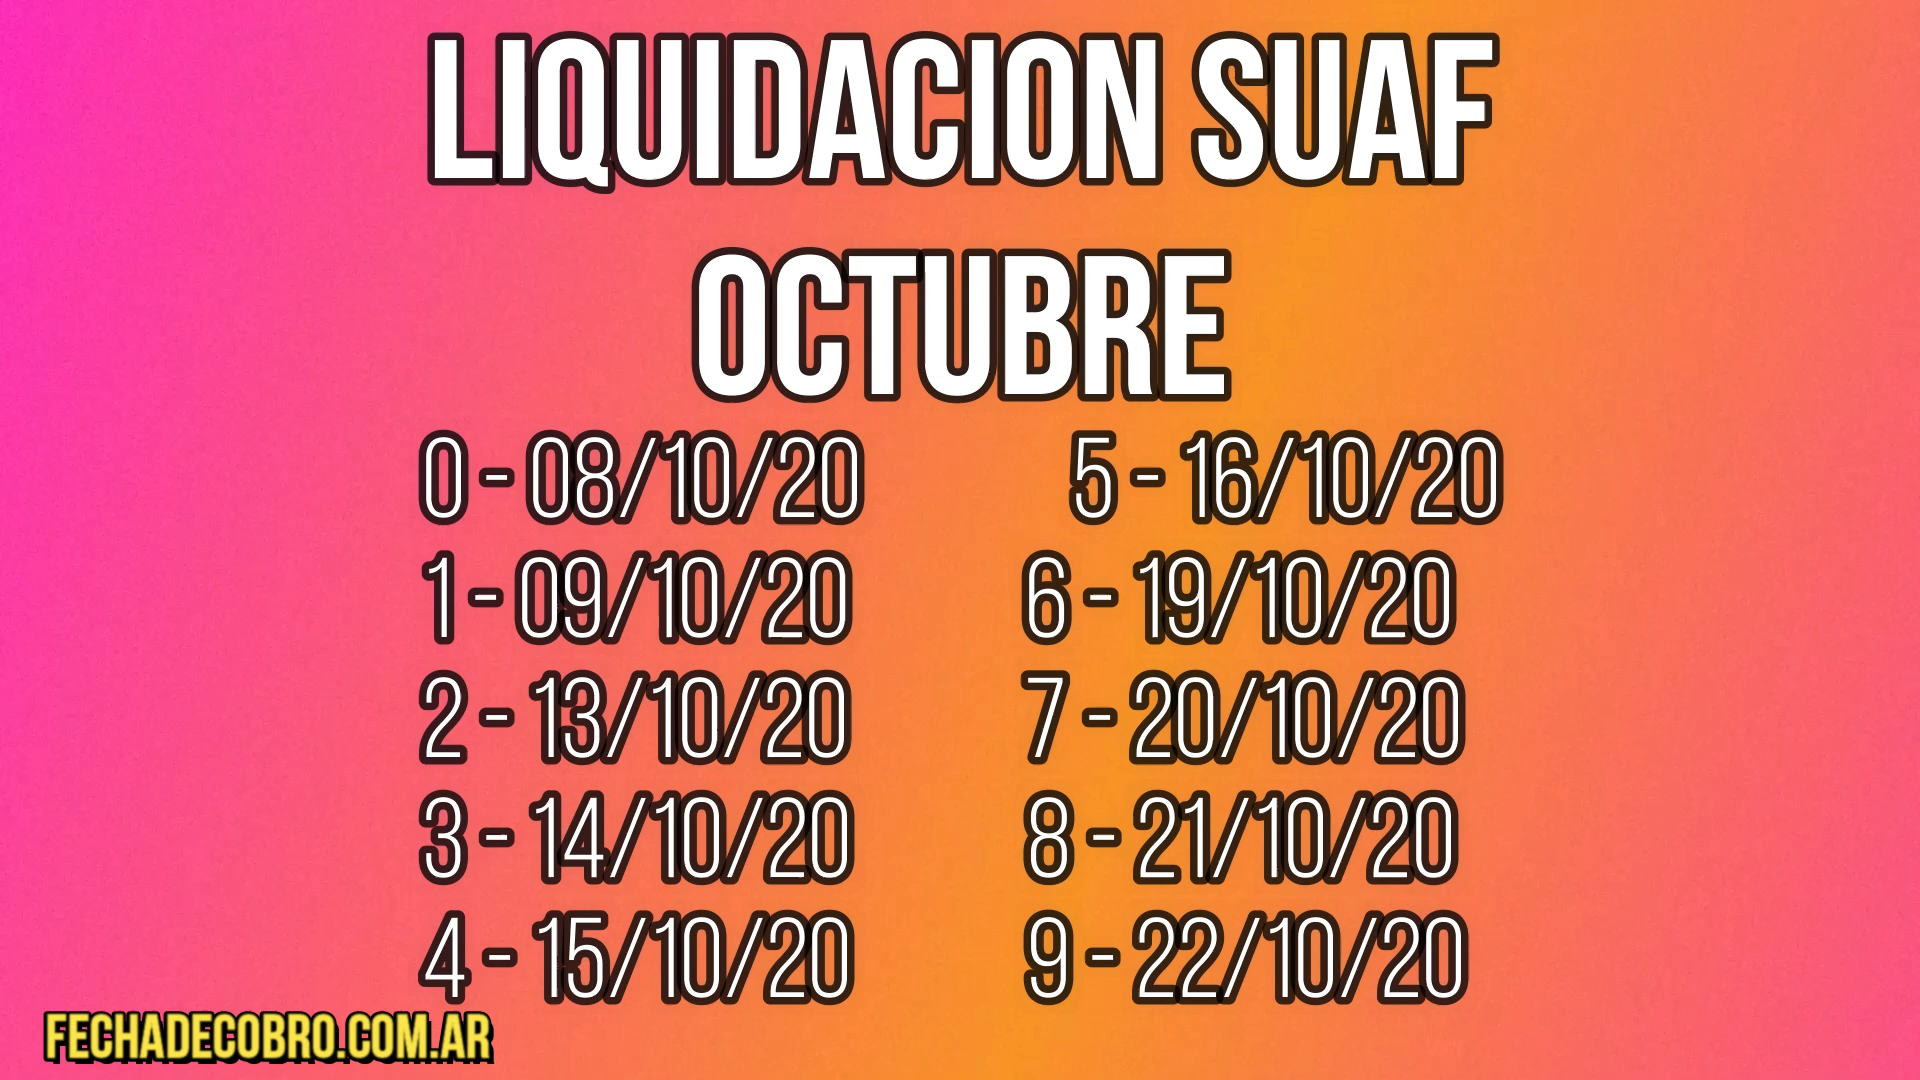 LIQUIDACION SUAF
OCTUBRE
0 - 08/10/20 5 - 16/10/20
1 - 09/10/20 6 - 19/10/20
2 - 13/10/20 7 - 20/10/20
3 - 14/10/20 8 - 21/10/20
4 - 15/10/20 9 - 22/10/20
FECHADECOBRO.COM.AR